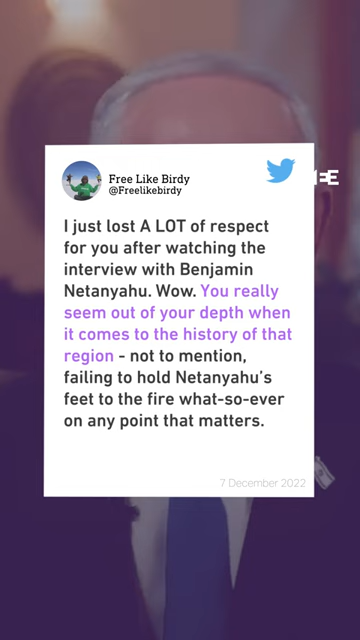 Free Like Birdy
@Freelikebirdy
I just lost A LOT of respect
for you after watching the
interview with Benjamin
Netanyahu. Wow. You really
seem out of your depth when
it comes to the history of that
region - not to mention,
failing to hold Netanyahu's
feet to the fire what-so-ever
on any point that matters.
7 December 2022